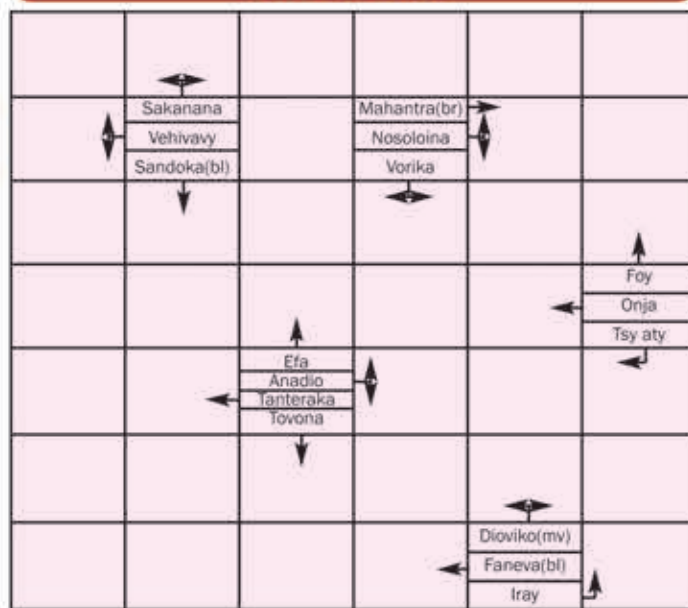 Sakanana
Vehivavy
Sandoka(bl)
Mahantra(br)
Nosoloina
Vorika
Foy
Onja
Tsy aty
Efa
Anadio
Tanteraka
Tovona
Dioviko(mv)
Faneva(bl)
Iray